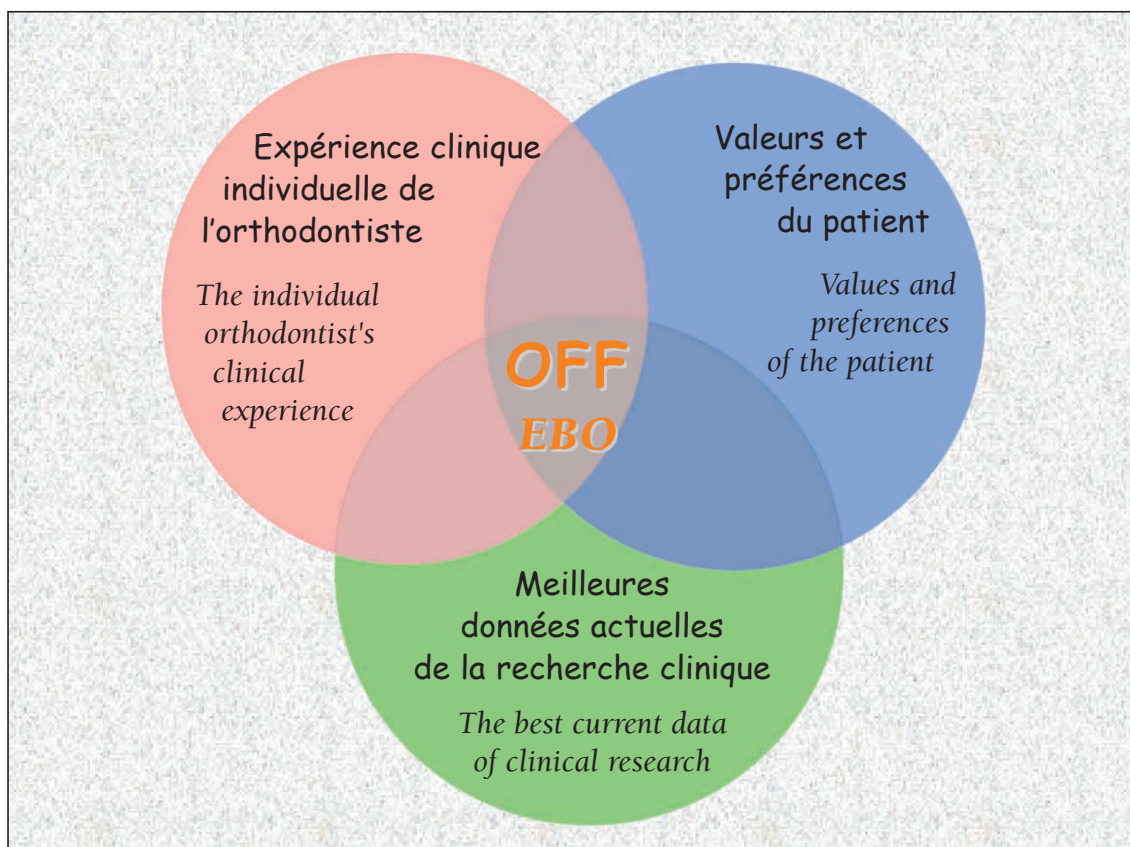 Expérience clinique
individuelle de
l'orthodontiste
The individual
orthodontist's
clinical
experience
Valeurs et
préférences
du patient
Values and
preferences
of the patient
OFF
EBO
Meilleures
données actuelles
de la recherche clinique
The best current data
of clinical research